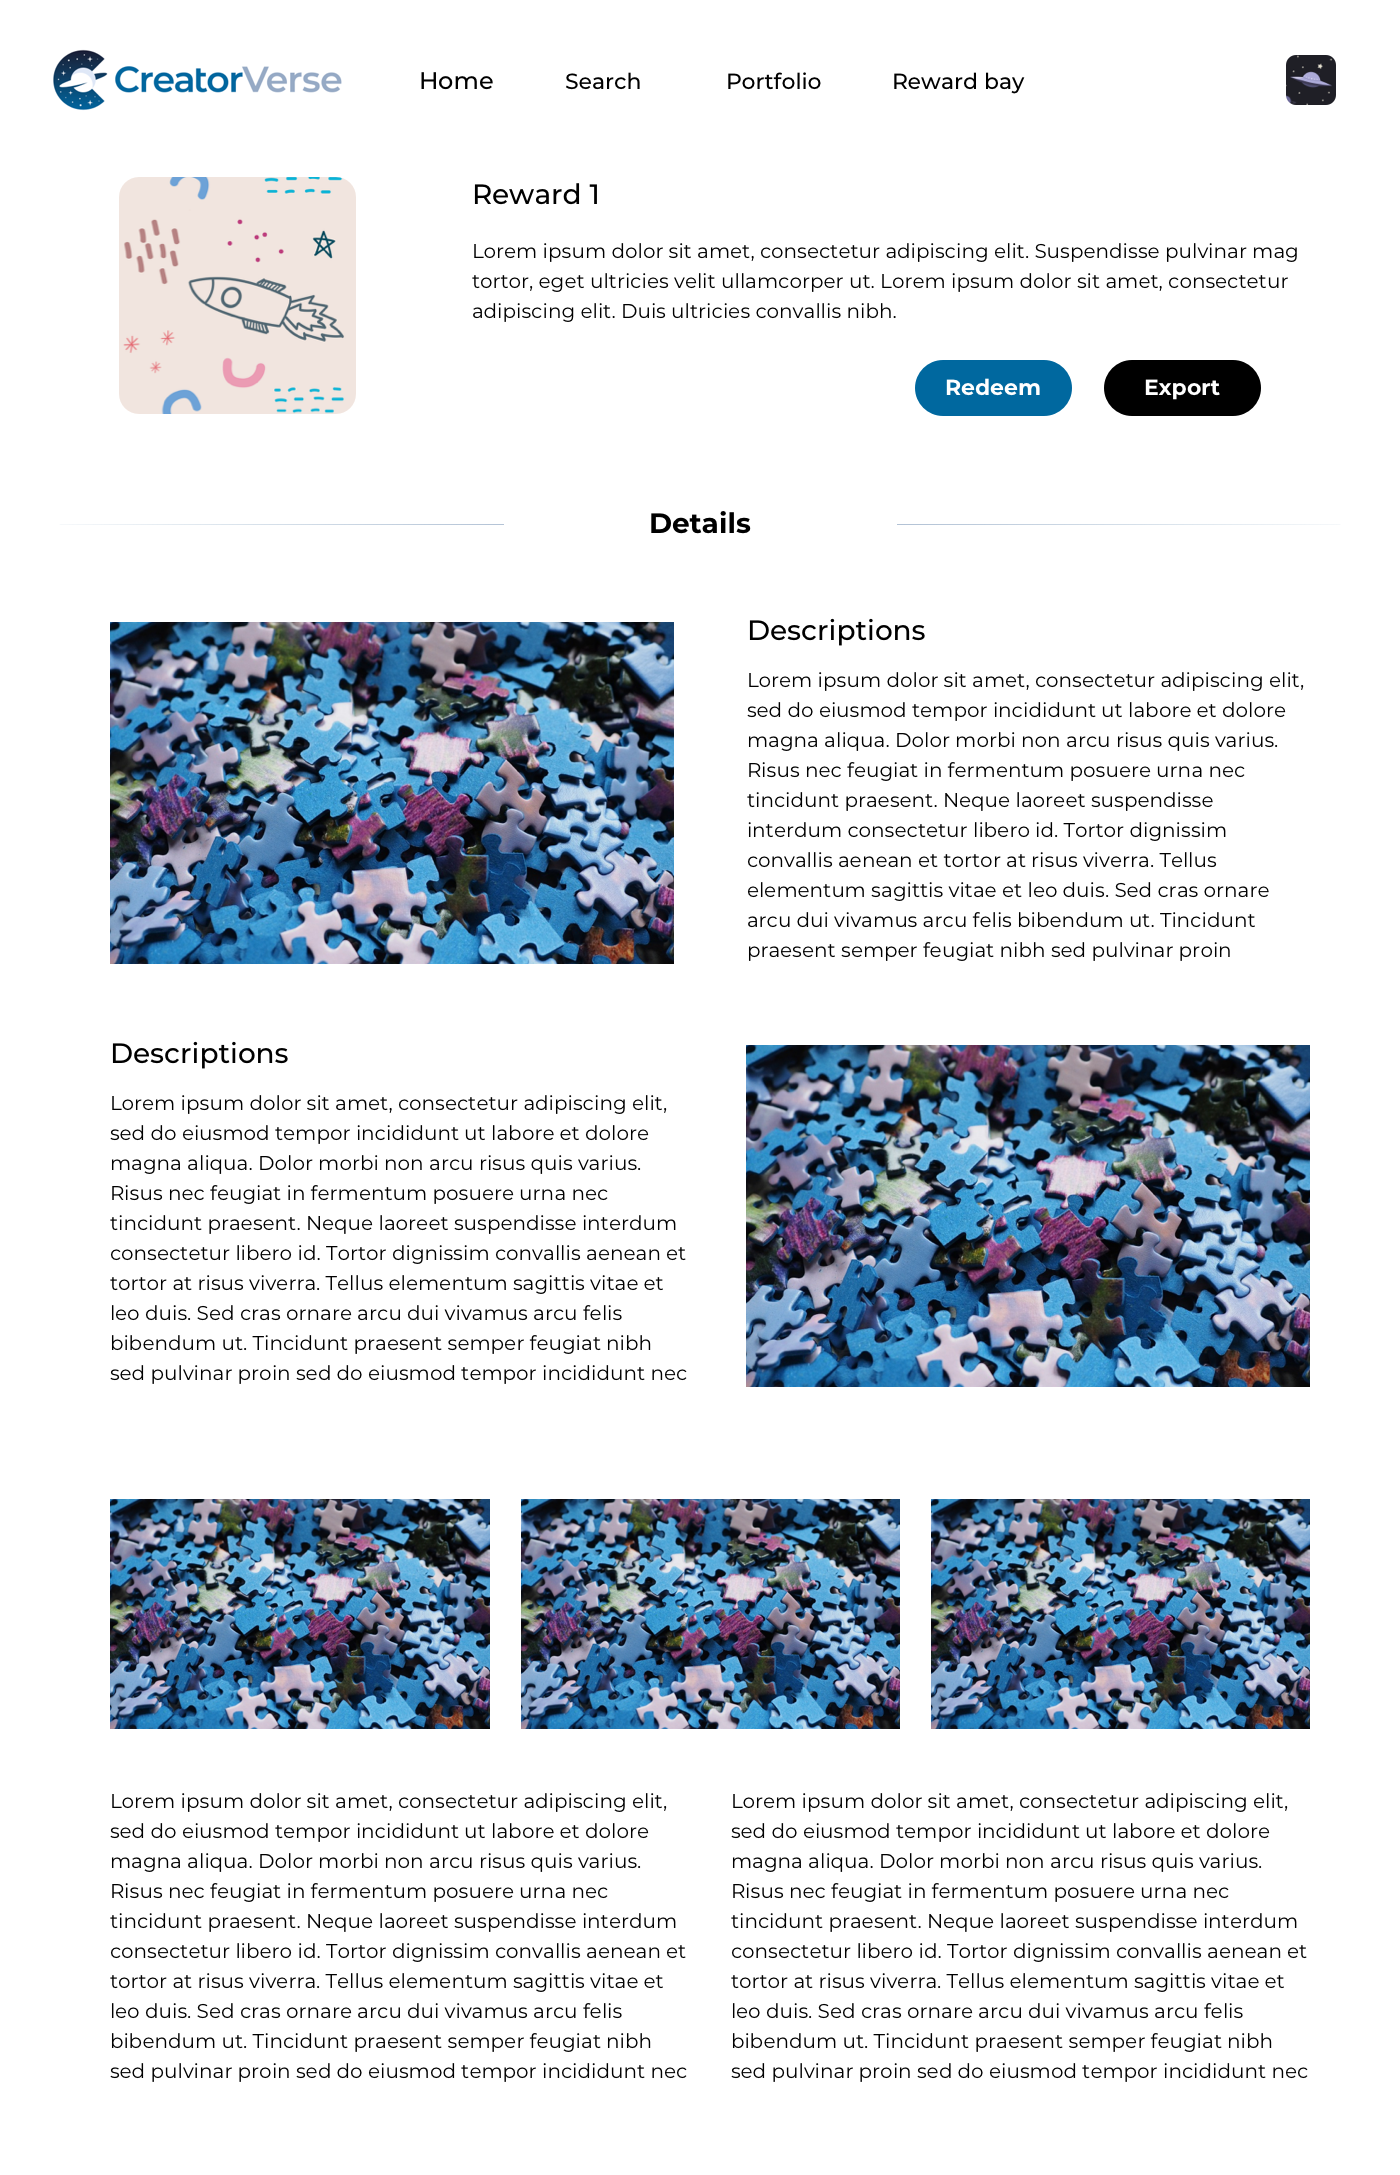 CreatorVerse
Home
Search
Portfolio
Reward bay
Reward 1
Lorem ipsum dolor sit amet, consectetur adipiscing elit. Suspendisse pulvinar mag
tortor, eget ultricies velit ullamcorper ut. Lorem ipsum dolor sit amet, consectetur
adipiscing elit. Duis ultricies convallis nibh.
Redeem
Export
Details
Descriptions
Lorem ipsum dolor sit amet, consectetur adipiscing elit,
sed do eiusmod tempor incididunt ut labore et dolore
magna aliqua. Dolor morbi non arcu risus quis varius.
Risus nec feugiat in fermentum posuere urna nec
tincidunt praesent. Neque laoreet suspendisse
interdum consectetur libero id. Tortor dignissim
convallis aenean et tortor at risus viverra. Tellus
elementum sagittis vitae et leo duis. Sed cras ornare
arcu dui vivamus arcu felis bibendum ut. Tincidunt
praesent semper feugiat nibh sed pulvinar proin
Descriptions
Lorem ipsum dolor sit amet, consectetur adipiscing elit,
sed do eiusmod tempor incididunt ut labore et dolore
magna aliqua. Dolor morbi non arcu risus quis varius.
Risus nec feugiat in fermentum posuere urna nec
tincidunt praesent. Neque laoreet suspendisse interdum
consectetur libero id. Tortor dignissim convallis aenean et
tortor at risus viverra. Tellus elementum sagittis vitae et
leo duis. Sed cras ornare arcu dui vivamus arcu felis
bibendum ut. Tincidunt praesent semper feugiat nibh
sed pulvinar proin sed do eiusmod tempor incididunt nec
Lorem ipsum dolor sit amet, consectetur adipiscing elit,
sed do eiusmod tempor incididunt ut labore et dolore
magna aliqua. Dolor morbi non arcu risus quis varius.
Risus nec feugiat in fermentum posuere urna nec
tincidunt praesent. Neque laoreet suspendisse interdum
consectetur libero id. Tortor dignissim convallis aenean et
tortor at risus viverra. Tellus elementum sagittis vitae et
leo duis. Sed cras ornare arcu dui vivamus arcu felis
bibendum ut. Tincidunt praesent semper feugiat nibh
sed pulvinar proin sed do eiusmod tempor incididunt nec
Lorem ipsum dolor sit amet, consectetur adipiscing elit,
sed do eiusmod tempor incididunt ut labore et dolore
magna aliqua. Dolor morbi non arcu risus quis varius.
Risus nec feugiat in fermentum posuere urna nec
tincidunt praesent. Neque laoreet suspendisse interdum
consectetur libero id. Tortor dignissim convallis aenean et
tortor at risus viverra. Tellus elementum sagittis vitae et
leo duis. Sed cras ornare arcu dui vivamus arcu felis
bibendum ut. Tincidunt praesent semper feugiat nibh
sed pulvinar proin sed do eiusmod tempor incididunt nec